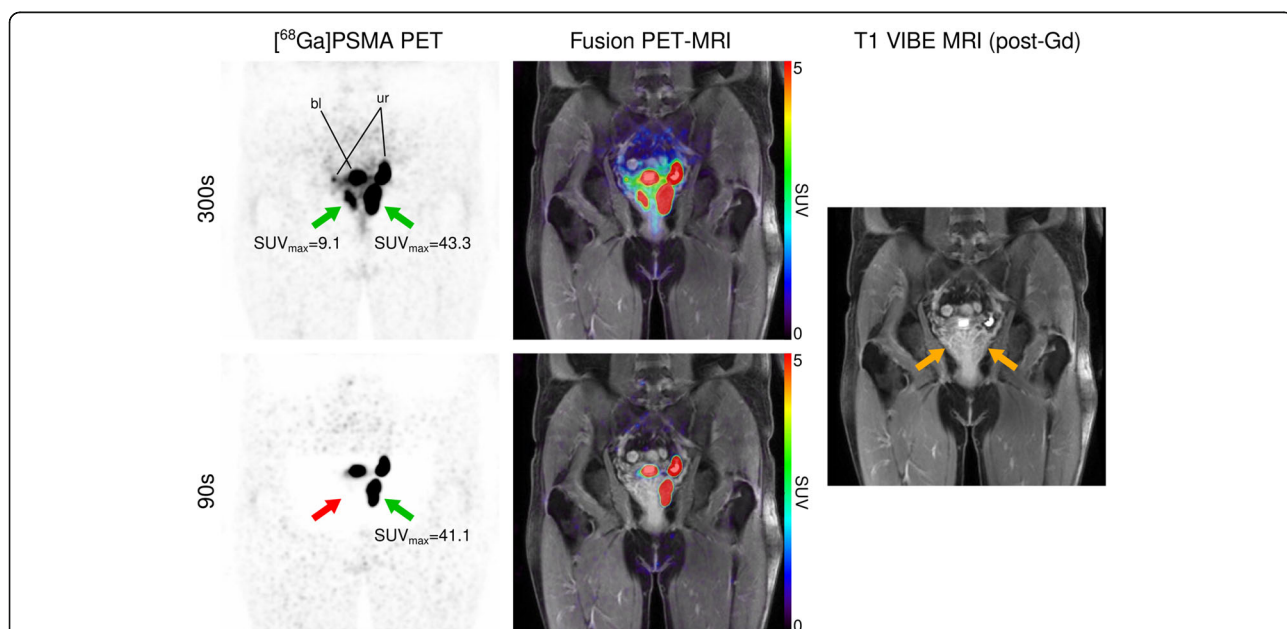 [⁶⁸Ga]PSMA PET
Fusion PET-MRI
T1 VIBE MRI (post-Gd)
300s
bl
ur
SUVmax=9.1
SUVmax=43.3
5
SUV
0
90s
SUVmax=41.1
5
SUV
0